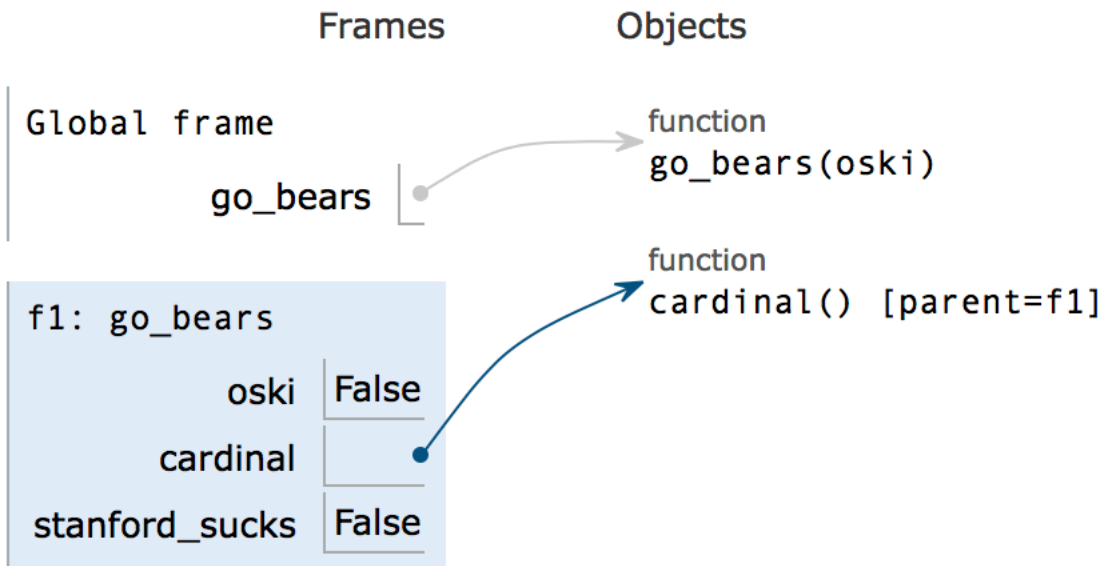 Frames Objects
Global frame
go_bears
function
go_bears(oski)
function
cardinal() [parent=f1]
f1: go_bears
oski False
cardinal
stanford_sucks False